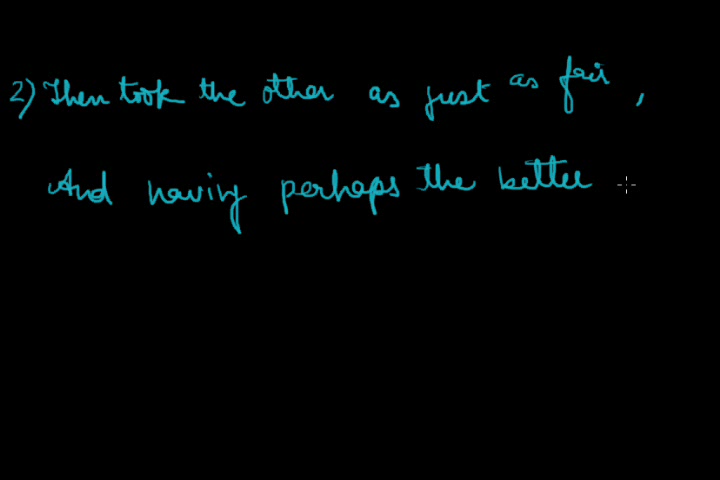 2) Then took the other as just as fair,
And having perhaps the better